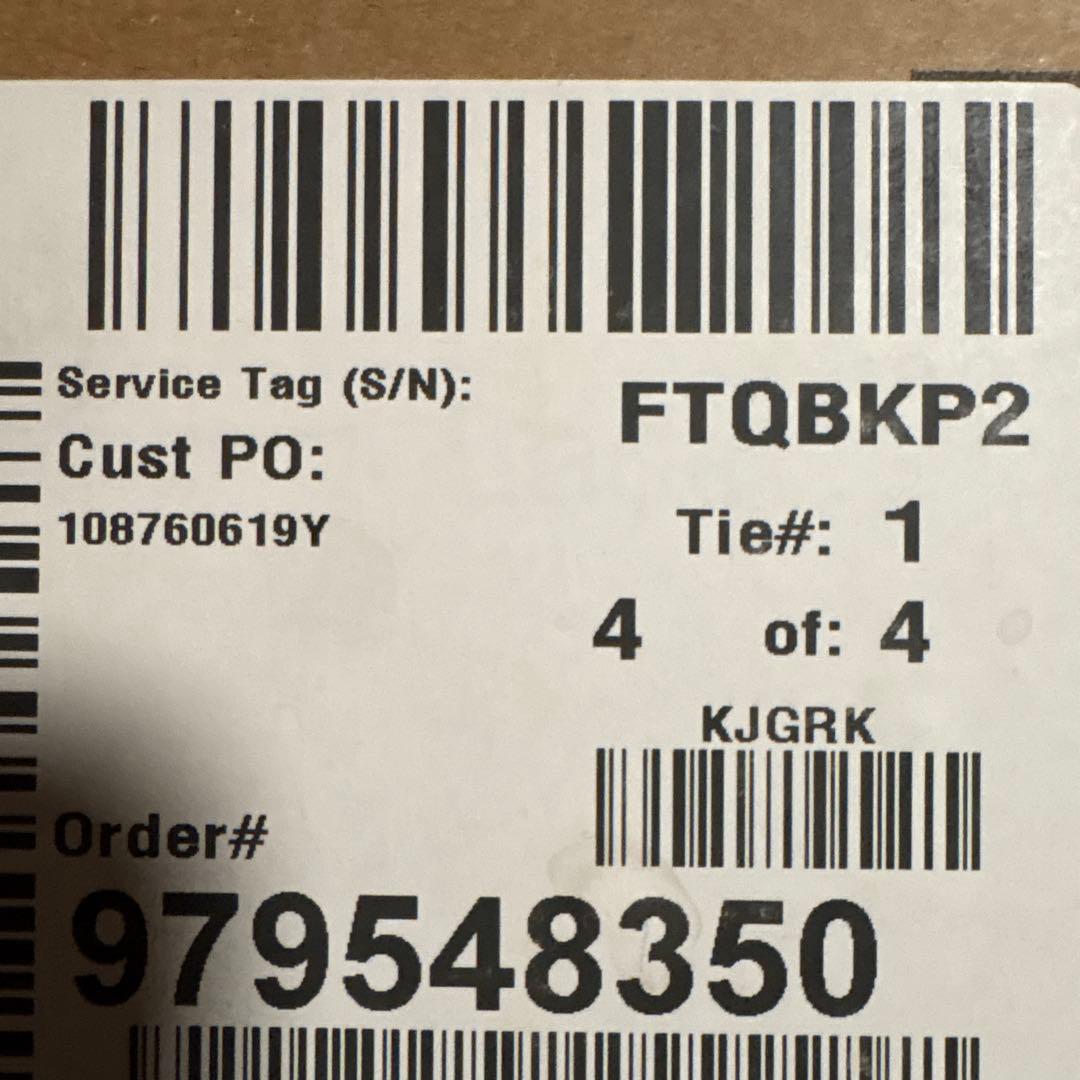 Service Tag (S/N): FTQBKP2
Cust PO:
108760619Y
Tie#: 1
4 of: 4
KJGRK
Order#
979548350